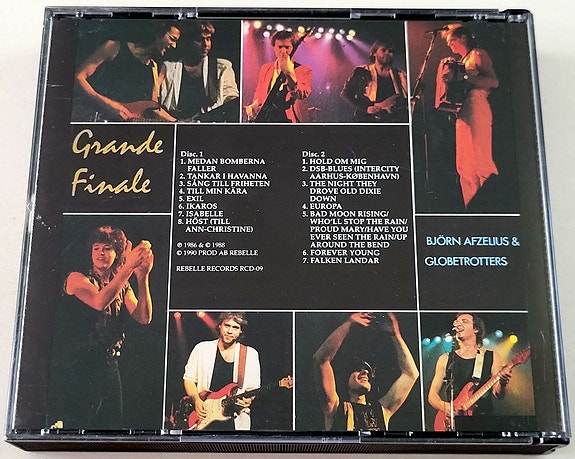 Grande
Finale
Disc. 1
1. MEDAN BOMBERNA
FALLER
2. TANKAR I HAVANNA
3. SÅNG TILL FRIHETEN
4. TILL MIN KÄRA
5. EXIL
6. IKAROS
7. ISABELLE
8. HÖST (TILL
ANN-CHRISTINE)
℗ 1986 & © 1988
© 1990 PROD AB REBELLE
REBELLE RECORDS RCD-09
Disc. 2
1. HOLD OM MIG
2. DSB-BLUES (INTERCITY
AARHUS-KØBENHAVN)
3. THE NIGHT THEY
DROVE OLD DIXIE
DOWN
4. EUROPA
5. BAD MOON RISING/
WHO'LL STOP THE RAIN/
PROUD MARY/HAVE YOU
EVER SEEN THE RAIN/UP
AROUND THE BEND
6. FOREVER YOUNG
7. FALKEN LANDAR
BJÖRN AFZELIUS &
GLOBETROTTERS